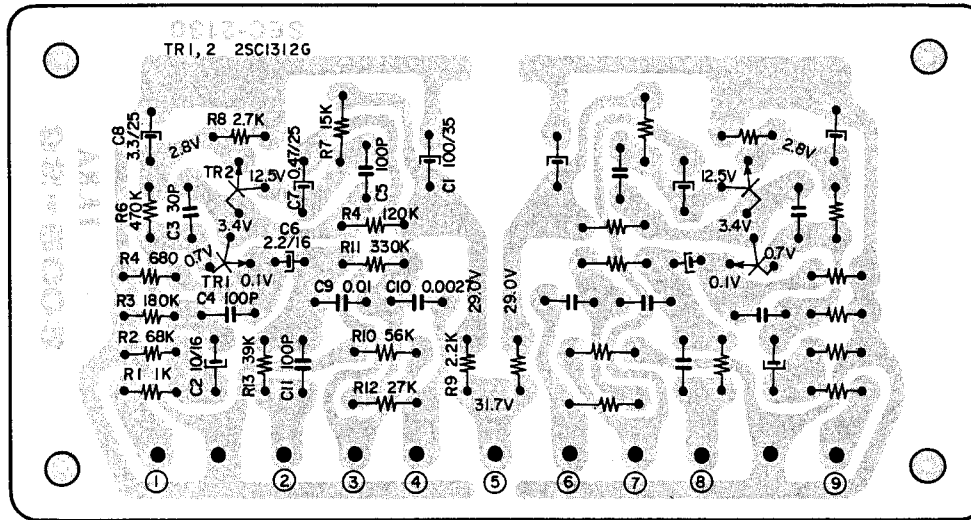 SEC-2130
TR1, 2 2SC1312G
C8 3.3/25
2.8V
R8 2.7K
TR2
12.5V
C7 0.47/25
R7 15K
C5 100P
C1 100/35
2.8V
12.5V
R6 470K
C3 30P
3.4V
C6 2.2/16
R4 120K
3.4V
R11 330K
R4 680
0.7V
TR1
0.1V
0.1V
0.7V
R3 180K
C4 100P
C9 0.01
C10 0.0027
29.0V
29.0V
R2 68K
C2 10/16
R13 39K
C11 100P
R10 56K
R9 2.2K
R1 1K
R12 27K
31.7V
① ② ③ ④ ⑤ ⑥ ⑦ ⑧ ⑨